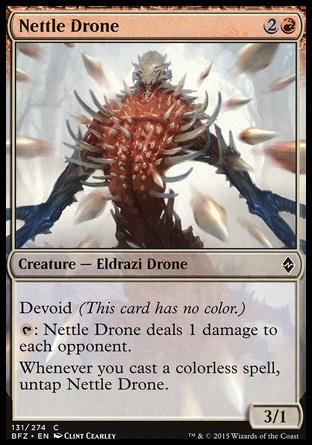 Nettle Drone 2
Creature — Eldrazi Drone
Devoid (This card has no color.)
: Nettle Drone deals 1 damage to
each opponent.
Whenever you cast a colorless spell,
untap Nettle Drone.
3/1
131/274 C
BFZ • EN Clint Cearley
™ & © 2015 Wizards of the Coast